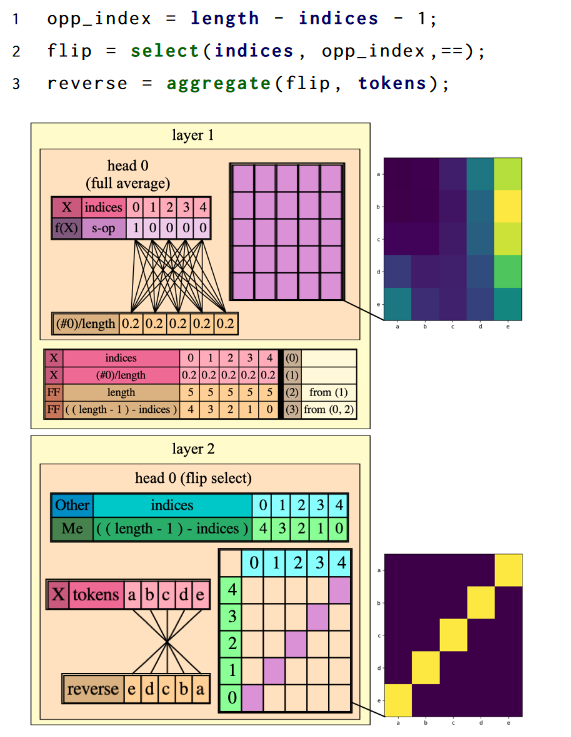 1 opp_index = length - indices - 1;
2 flip = select(indices, opp_index,==);
3 reverse = aggregate(flip, tokens);
layer 1
head 0
(full average)
X indices 0 1 2 3 4
f(X) s-op 1 0 0 0 0
(#0)/length 0.2 0.2 0.2 0.2 0.2
X indices 0 1 2 3 4 (0)
X (#0)/length 0.2 0.2 0.2 0.2 0.2 (1)
FF length 5 5 5 5 5 (2) from (1)
FF ( ( length - 1 ) - indices ) 4 3 2 1 0 (3) from (0, 2)
a
b
c
d
e
a b c d e
layer 2
head 0 (flip select)
Other indices 0 1 2 3 4
Me ( ( length - 1 ) - indices ) 4 3 2 1 0
X tokens a b c d e
reverse e d c b a
0 1 2 3 4
4
3
2
1
0
a
b
c
d
e
a b c d e